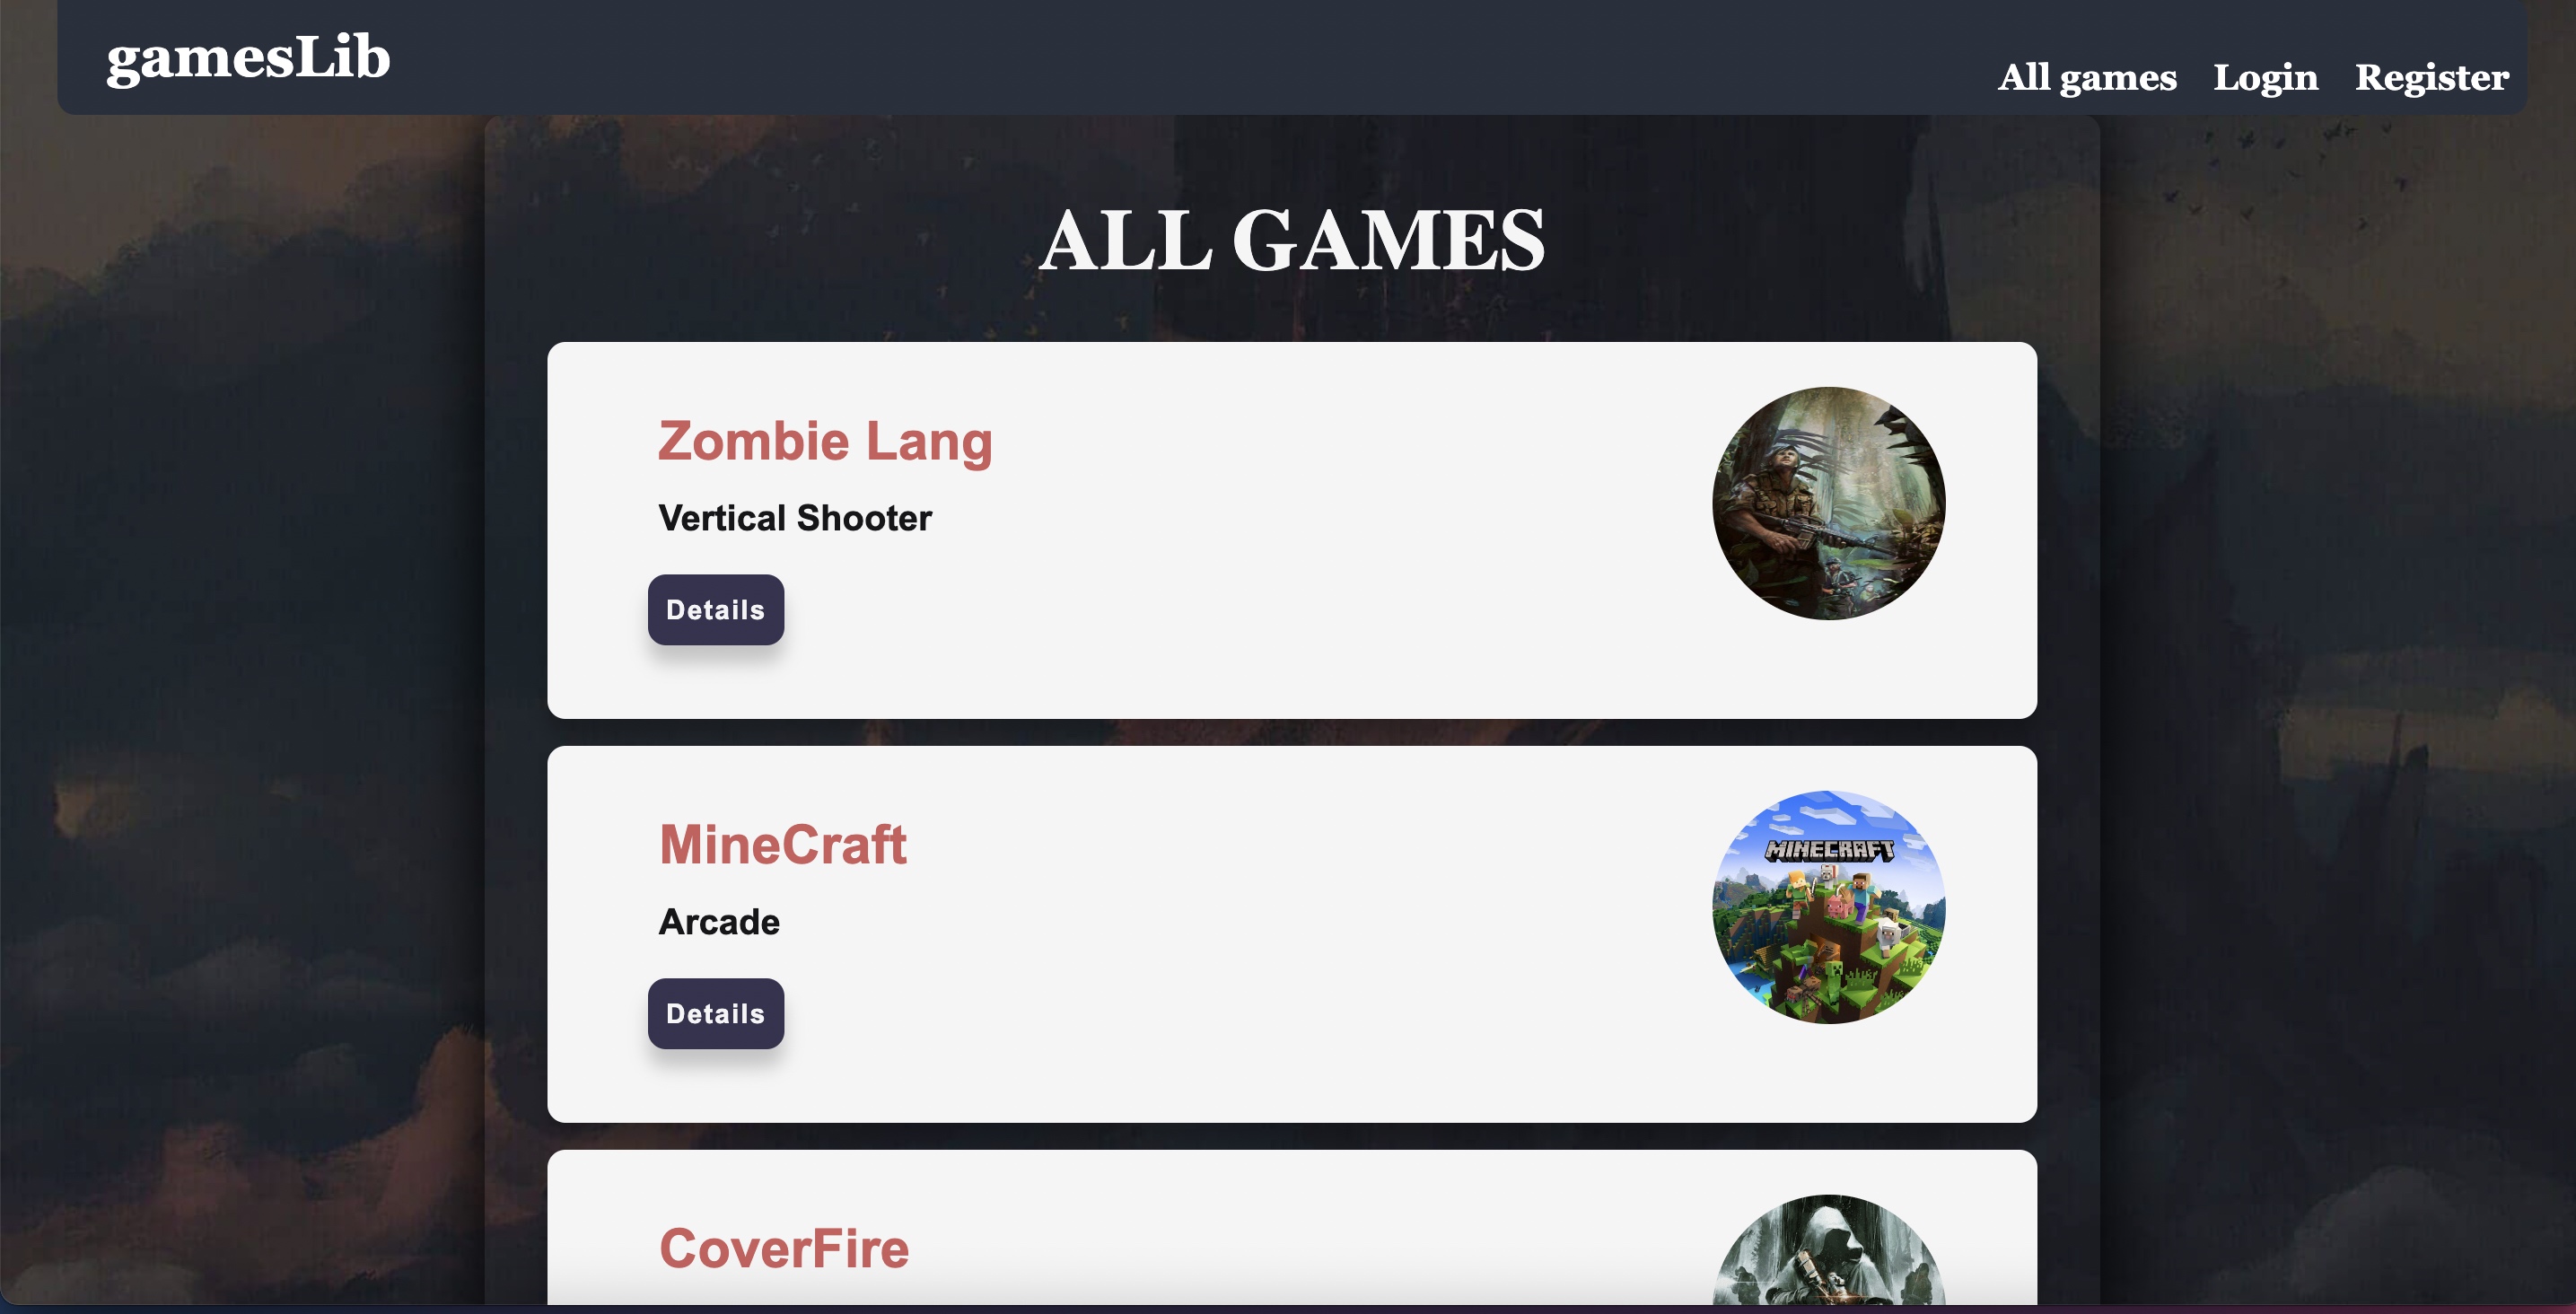 gamesLib
All games Login Register
ALL GAMES
Zombie Lang
Vertical Shooter
Details
MineCraft
MINECRAFT
Arcade
Details
CoverFire